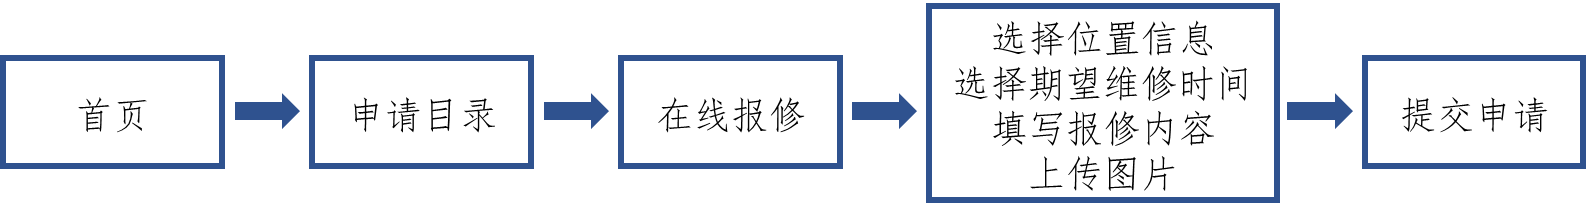 首页
申请目录
在线报修
选择位置信息
选择期望维修时间
填写报修内容
上传图片
提交申请